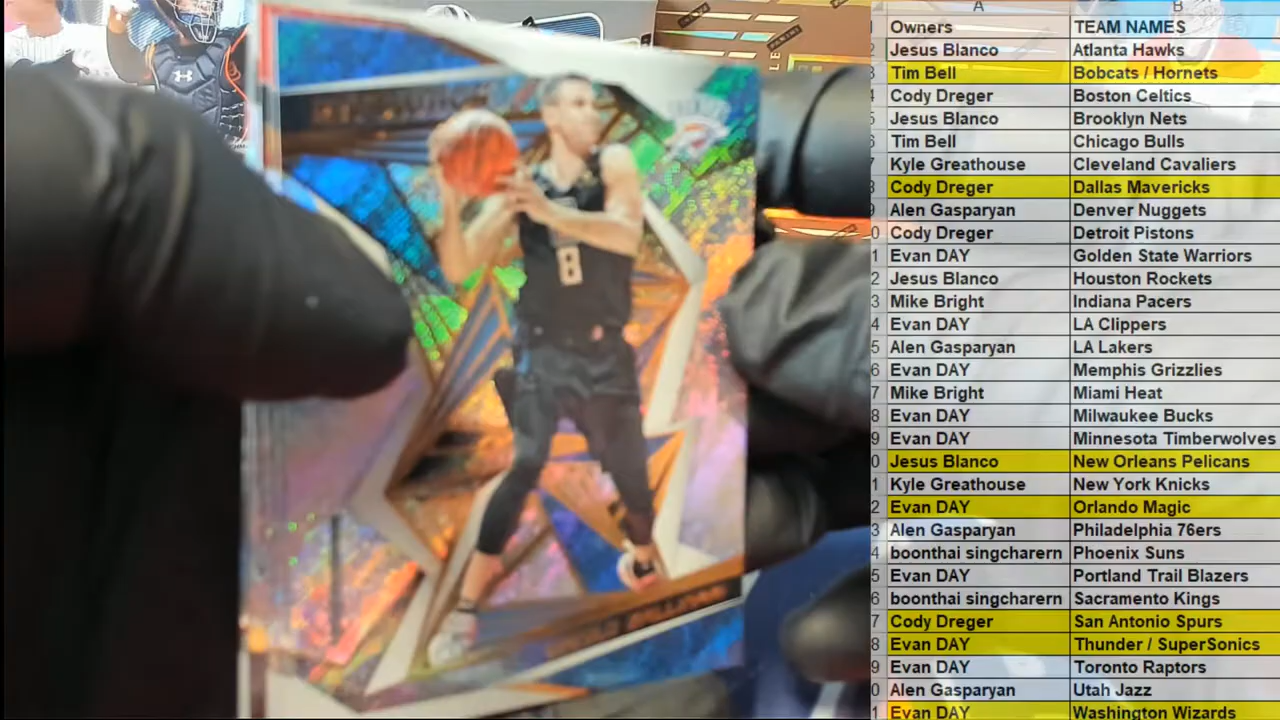 A B
Owners TEAM NAMES
Jesus Blanco Atlanta Hawks
Tim Bell Bobcats / Hornets
Cody Dreger Boston Celtics
Jesus Blanco Brooklyn Nets
Tim Bell Chicago Bulls
Kyle Greathouse Cleveland Cavaliers
Cody Dreger Dallas Mavericks
Alen Gasparyan Denver Nuggets
Cody Dreger Detroit Pistons
Evan DAY Golden State Warriors
Jesus Blanco Houston Rockets
Mike Bright Indiana Pacers
Evan DAY LA Clippers
Alen Gasparyan LA Lakers
Evan DAY Memphis Grizzlies
Mike Bright Miami Heat
Evan DAY Milwaukee Bucks
Evan DAY Minnesota Timberwolves
Jesus Blanco New Orleans Pelicans
Kyle Greathouse New York Knicks
Evan DAY Orlando Magic
Alen Gasparyan Philadelphia 76ers
boonthai singcharern Phoenix Suns
Evan DAY Portland Trail Blazers
boonthai singcharern Sacramento Kings
Cody Dreger San Antonio Spurs
Evan DAY Thunder / SuperSonics
Evan DAY Toronto Raptors
Alen Gasparyan Utah Jazz
Evan DAY Washington Wizards
8